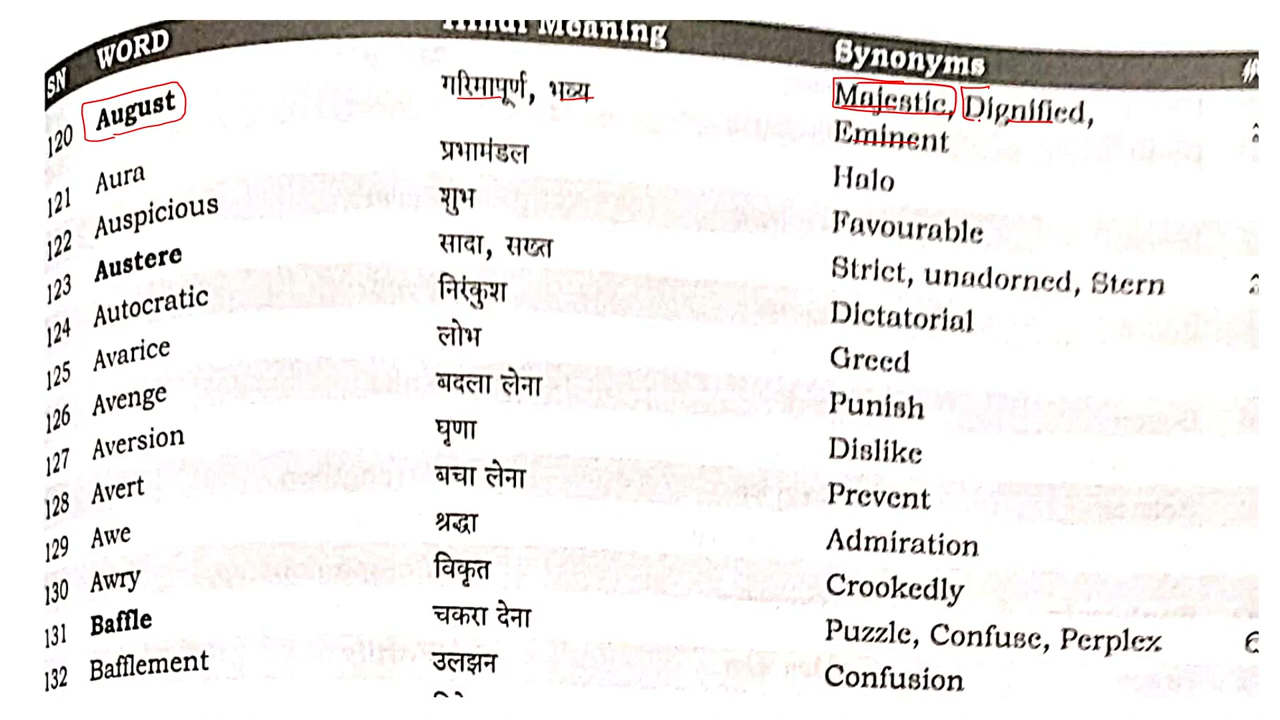 SN WORD Hindi Meaning Synonyms
120 August गरिमापूर्ण, भव्य Majestic, Dignified,
Eminent
121 Aura प्रभामंडल Halo
122 Auspicious शुभ Favourable
123 Austere सादा, सख्त Strict, unadorned, Stern
124 Autocratic निरंकुश Dictatorial
125 Avarice लोभ Greed
126 Avenge बदला लेना Punish
127 Aversion घृणा Dislike
128 Avert बचा लेना Prevent
129 Awe श्रद्धा Admiration
130 Awry विकृत Crookedly
131 Baffle चकरा देना Puzzle, Confuse, Perplex
132 Bafflement उलझन Confusion